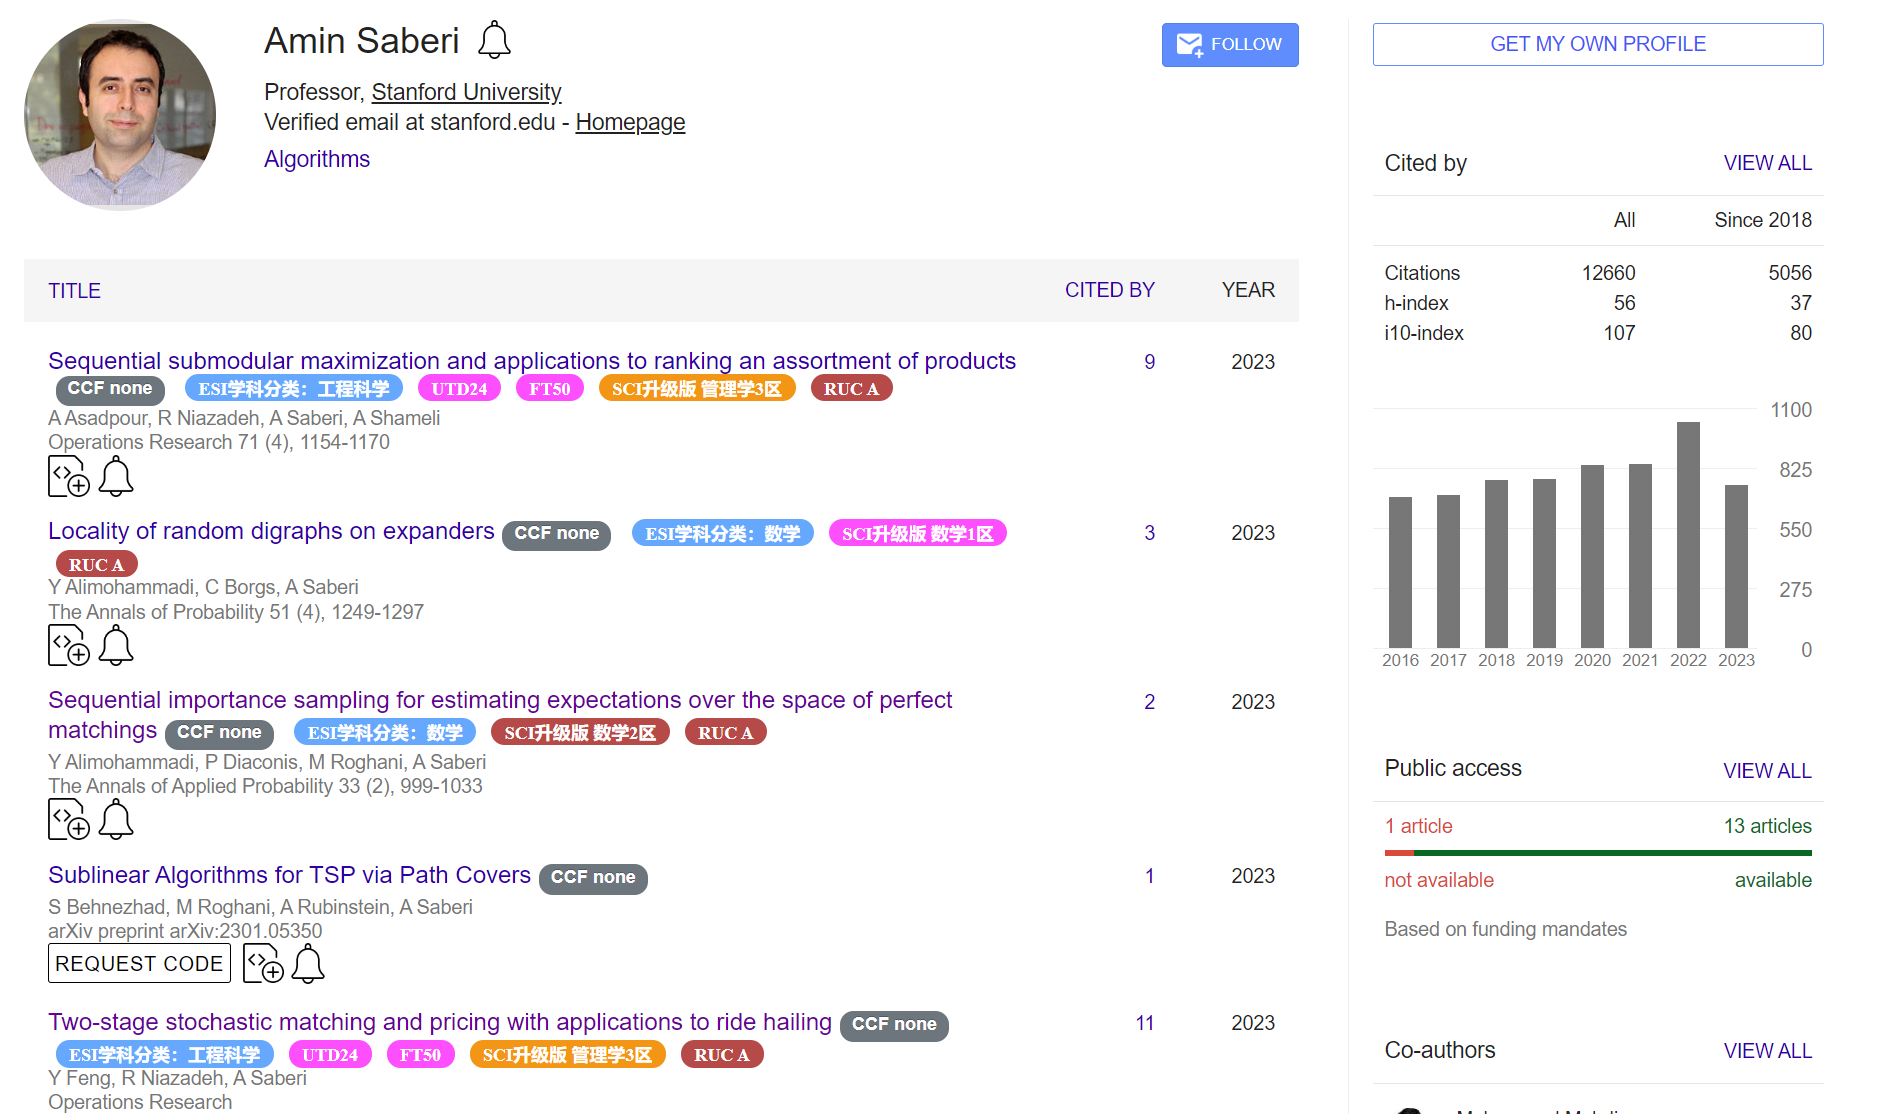 Amin Saberi
FOLLOW
Professor, Stanford University
Verified email at stanford.edu - Homepage
Algorithms
TITLE CITED BY YEAR
Sequential submodular maximization and applications to ranking an assortment of products 9 2023
CCF none ESI学科分类：工程科学 UTD24 FT50 SCI升级版 管理学3区 RUC A
A Asadpour, R Niazadeh, A Saberi, A Shameli
Operations Research 71 (4), 1154-1170
Locality of random digraphs on expanders CCF none ESI学科分类：数学 SCI升级版 数学1区 3 2023
RUC A
Y Alimohammadi, C Borgs, A Saberi
The Annals of Probability 51 (4), 1249-1297
Sequential importance sampling for estimating expectations over the space of perfect 2 2023
matchings CCF none ESI学科分类：数学 SCI升级版 数学2区 RUC A
Y Alimohammadi, P Diaconis, M Roghani, A Saberi
The Annals of Applied Probability 33 (2), 999-1033
Sublinear Algorithms for TSP via Path Covers CCF none 1 2023
S Behnezhad, M Roghani, A Rubinstein, A Saberi
arXiv preprint arXiv:2301.05350
REQUEST CODE
Two-stage stochastic matching and pricing with applications to ride hailing CCF none 11 2023
ESI学科分类：工程科学 UTD24 FT50 SCI升级版 管理学3区 RUC A
Y Feng, R Niazadeh, A Saberi
Operations Research
GET MY OWN PROFILE
Cited by VIEW ALL
All Since 2018
Citations 12660 5056
h-index 56 37
i10-index 107 80
1100
825
550
275
0
2016 2017 2018 2019 2020 2021 2022 2023
Public access VIEW ALL
1 article 13 articles
not available available
Based on funding mandates
Co-authors VIEW ALL